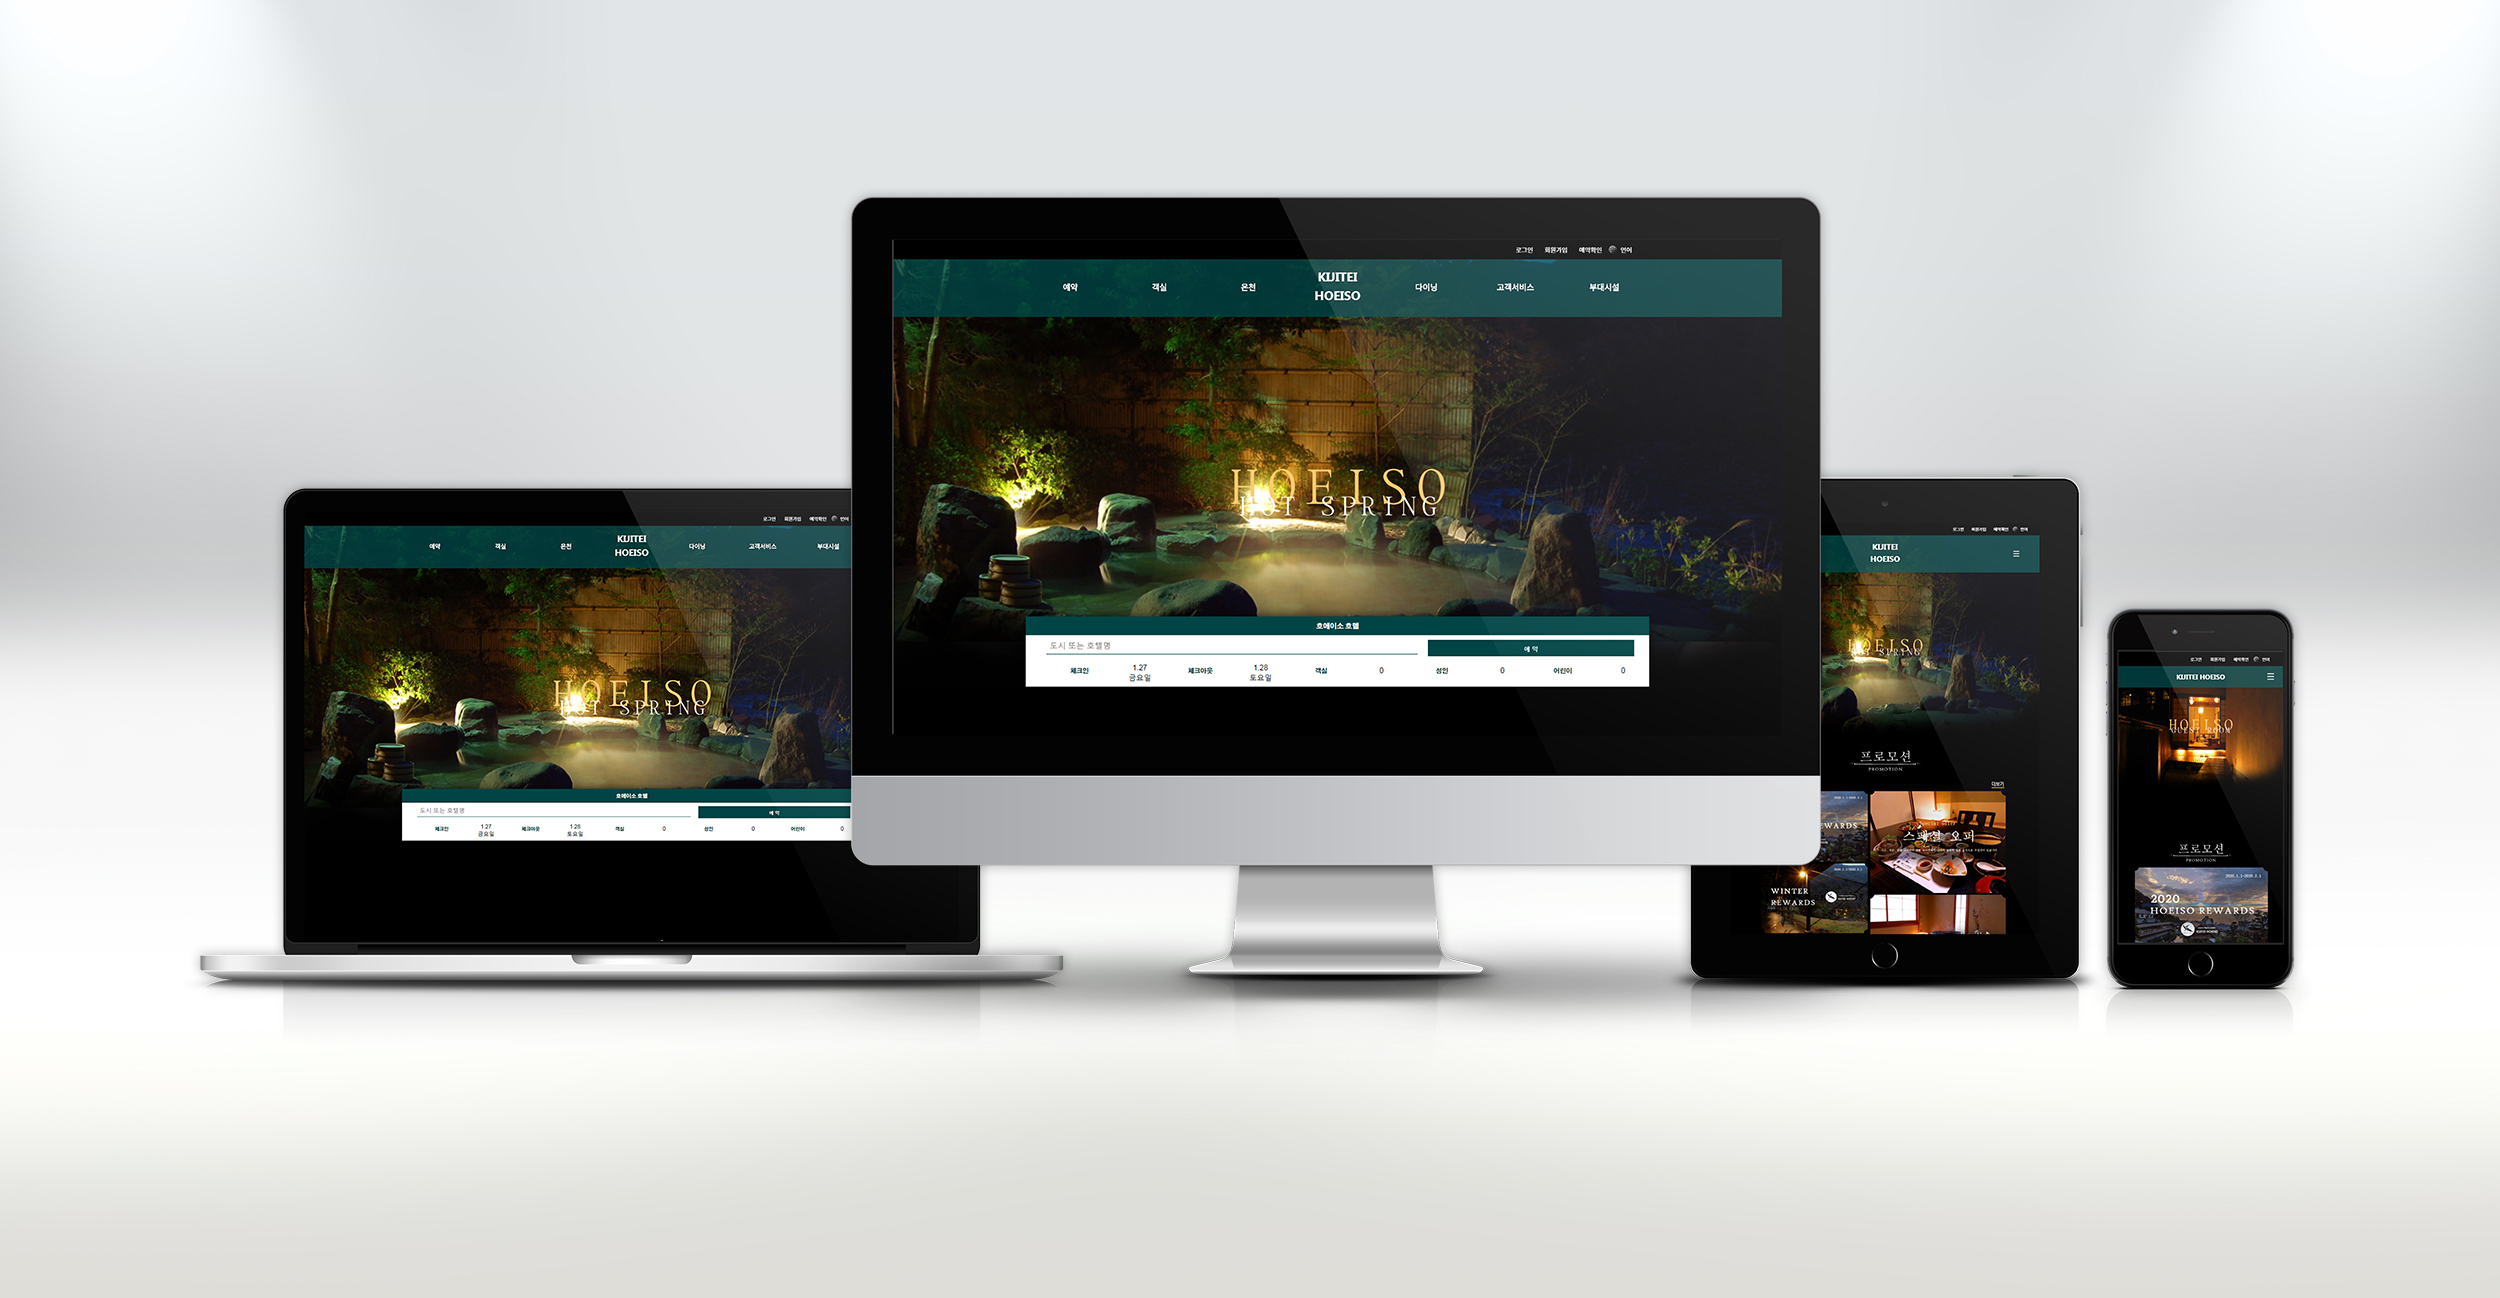 로그인 회원가입 예약확인 언어
예약 객실 온천 KIJITEI HOEISO 다이닝 고객서비스 부대시설
HOEISO
HOT SPRING
호에이소 호텔
도시 또는 호텔명 예 약
체크인 1.27 금요일 체크아웃 1.28 토요일 객실 0 성인 0 어린이 0
로그인 회원가입 예약확인 언어
예약 객실 온천 KIJITEI HOEISO 다이닝 고객서비스 부대시설
HOEISO
HOT SPRING
호에이소 호텔
도시 또는 호텔명 예 약
체크인 1.27 금요일 체크아웃 1.28 토요일 객실 0 성인 0 어린이 0
로그인 회원가입 예약확인 언어
KIJITEI
HOEISO
HOEISO
HOT SPRING
프로모션
PROMOTION
더보기
스페셜 오퍼
WINTER
REWARDS
로그인 회원가입 예약확인 언어
KIJITEI HOEISO
HOEISO
GUEST ROOM
프로모션
PROMOTION
2020.1.1~2020.2.1
2020
HOEISO REWARDS